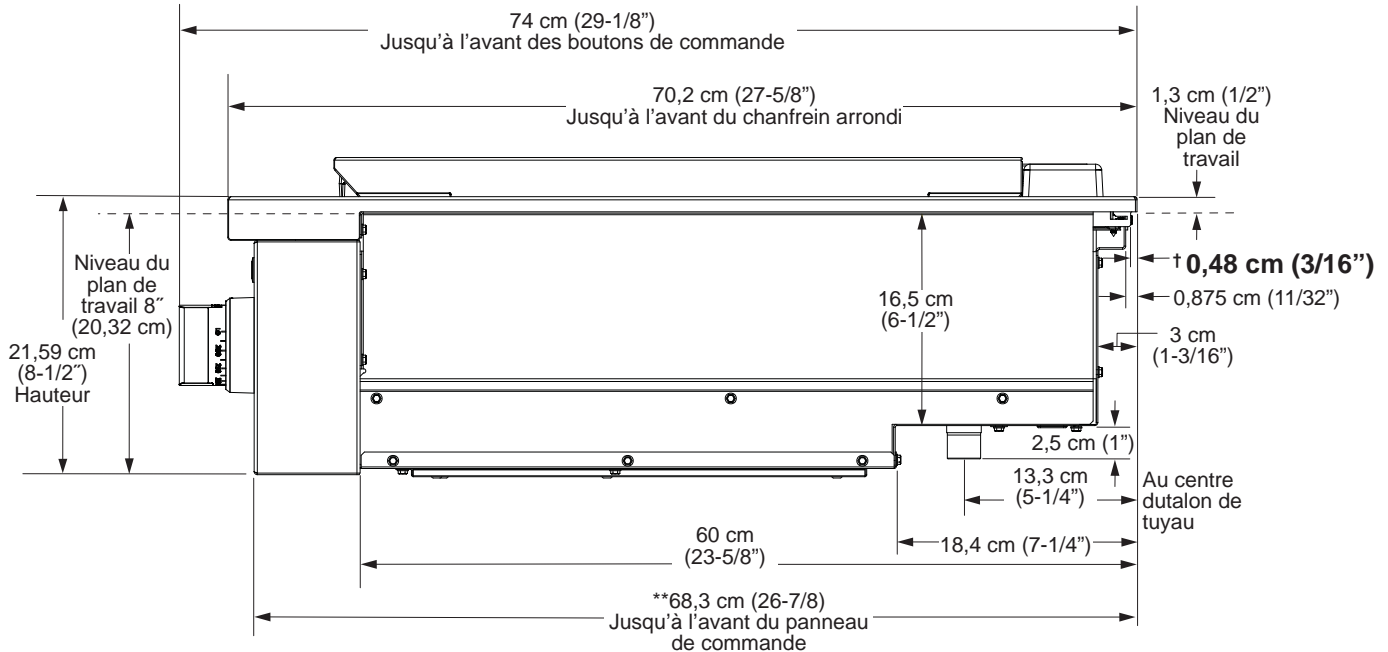 74 cm (29-1/8”)
Jusqu’à l’avant des boutons de commande
70,2 cm (27-5/8”)
Jusqu’à l’avant du chanfrein arrondi
1,3 cm (1/2”)
Niveau du
plan de
travail
Niveau du
plan de
travail 8˝
(20,32 cm)
21,59 cm
(8-1/2˝)
Hauteur
16,5 cm
(6-1/2”)
† 0,48 cm (3/16”)
0,875 cm (11/32”)
3 cm
(1-3/16”)
2,5 cm (1”)
13,3 cm
(5-1/4”)
Au centre
dutalon de
tuyau
18,4 cm (7-1/4”)
60 cm
(23-5/8”)
**68,3 cm (26-7/8)
Jusqu’à l’avant du panneau
de commande